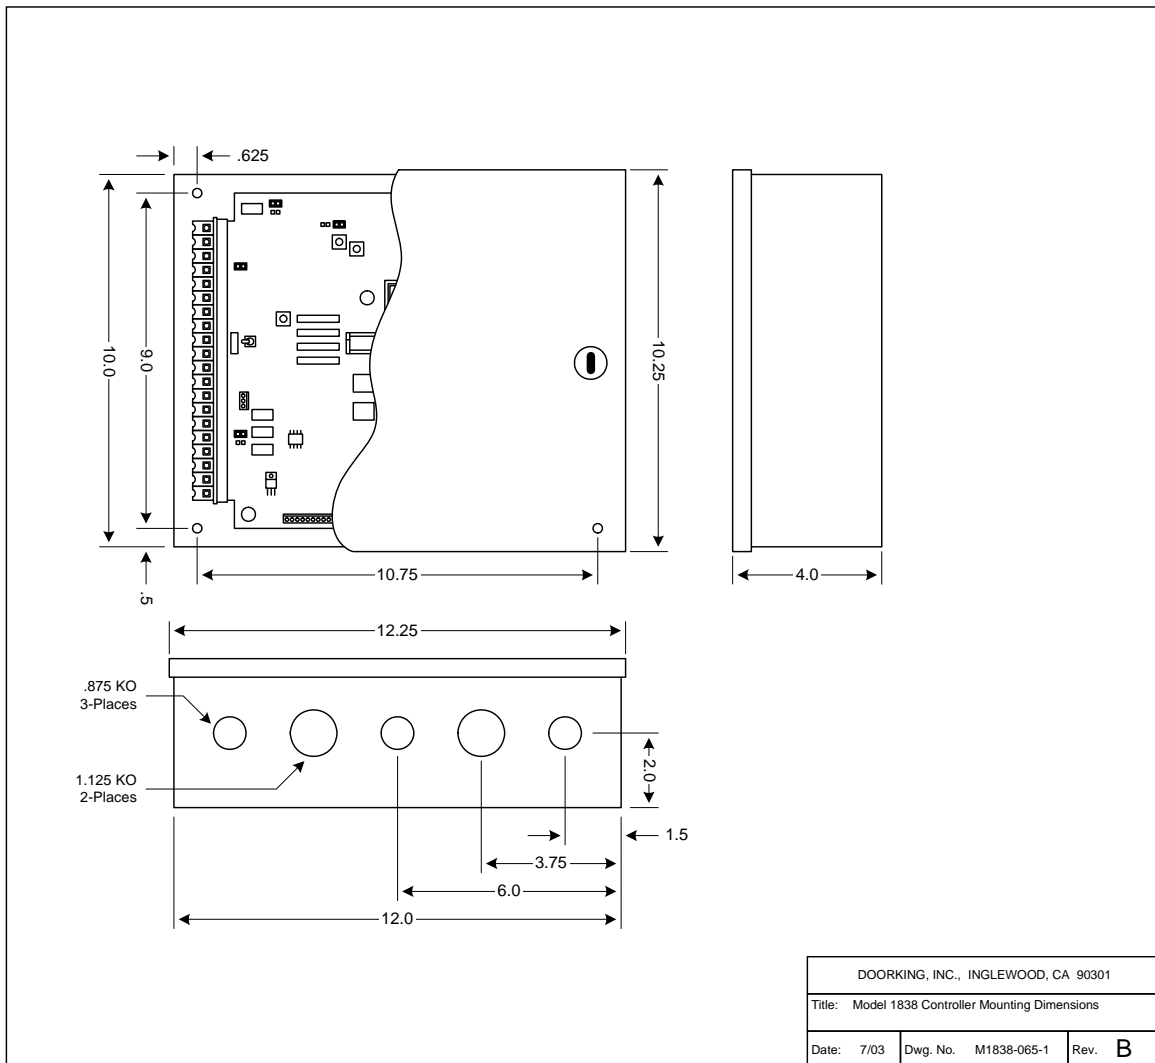 .625
10.0
9.0
10.25
.5
10.75
4.0
12.25
.875 KO
3-Places
1.125 KO
2-Places
2.0
1.5
3.75
6.0
12.0
DOORKING, INC., INGLEWOOD, CA 90301
Title: Model 1838 Controller Mounting Dimensions
Date: 7/03 Dwg. No. M1838-065-1 Rev. B